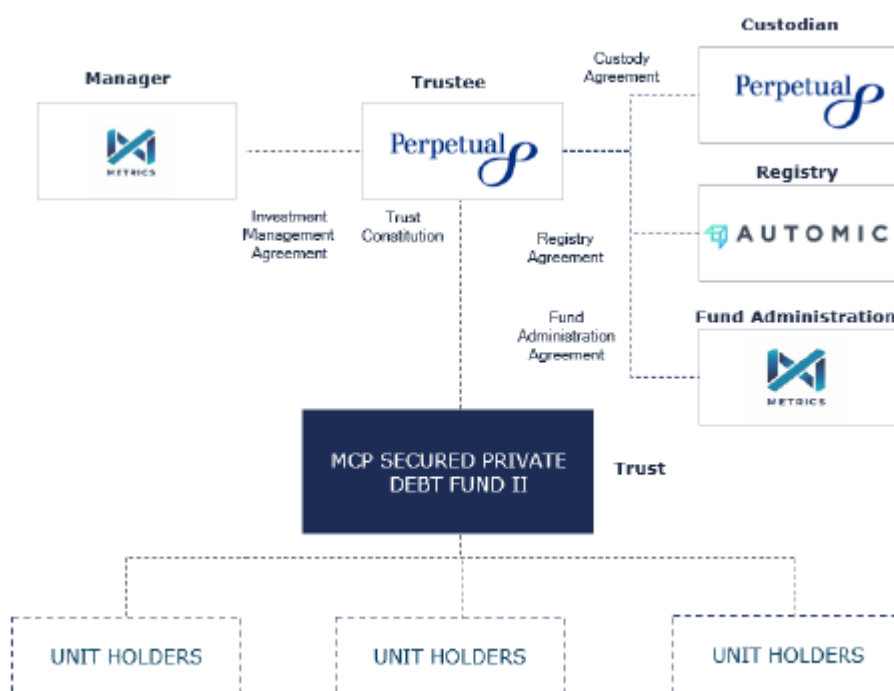 Custodian
Manager
Trustee
Custody
Agreement
Perpetual
METRICS
Perpetual
Registry
Investment
Management
Agreement
Trust
Constitution
Registry
Agreement
AUTOMIC
Fund
Administration
Agreement
Fund Administration
METRICS
MCP SECURED PRIVATE
DEBT FUND II
Trust
UNIT HOLDERS
UNIT HOLDERS
UNIT HOLDERS